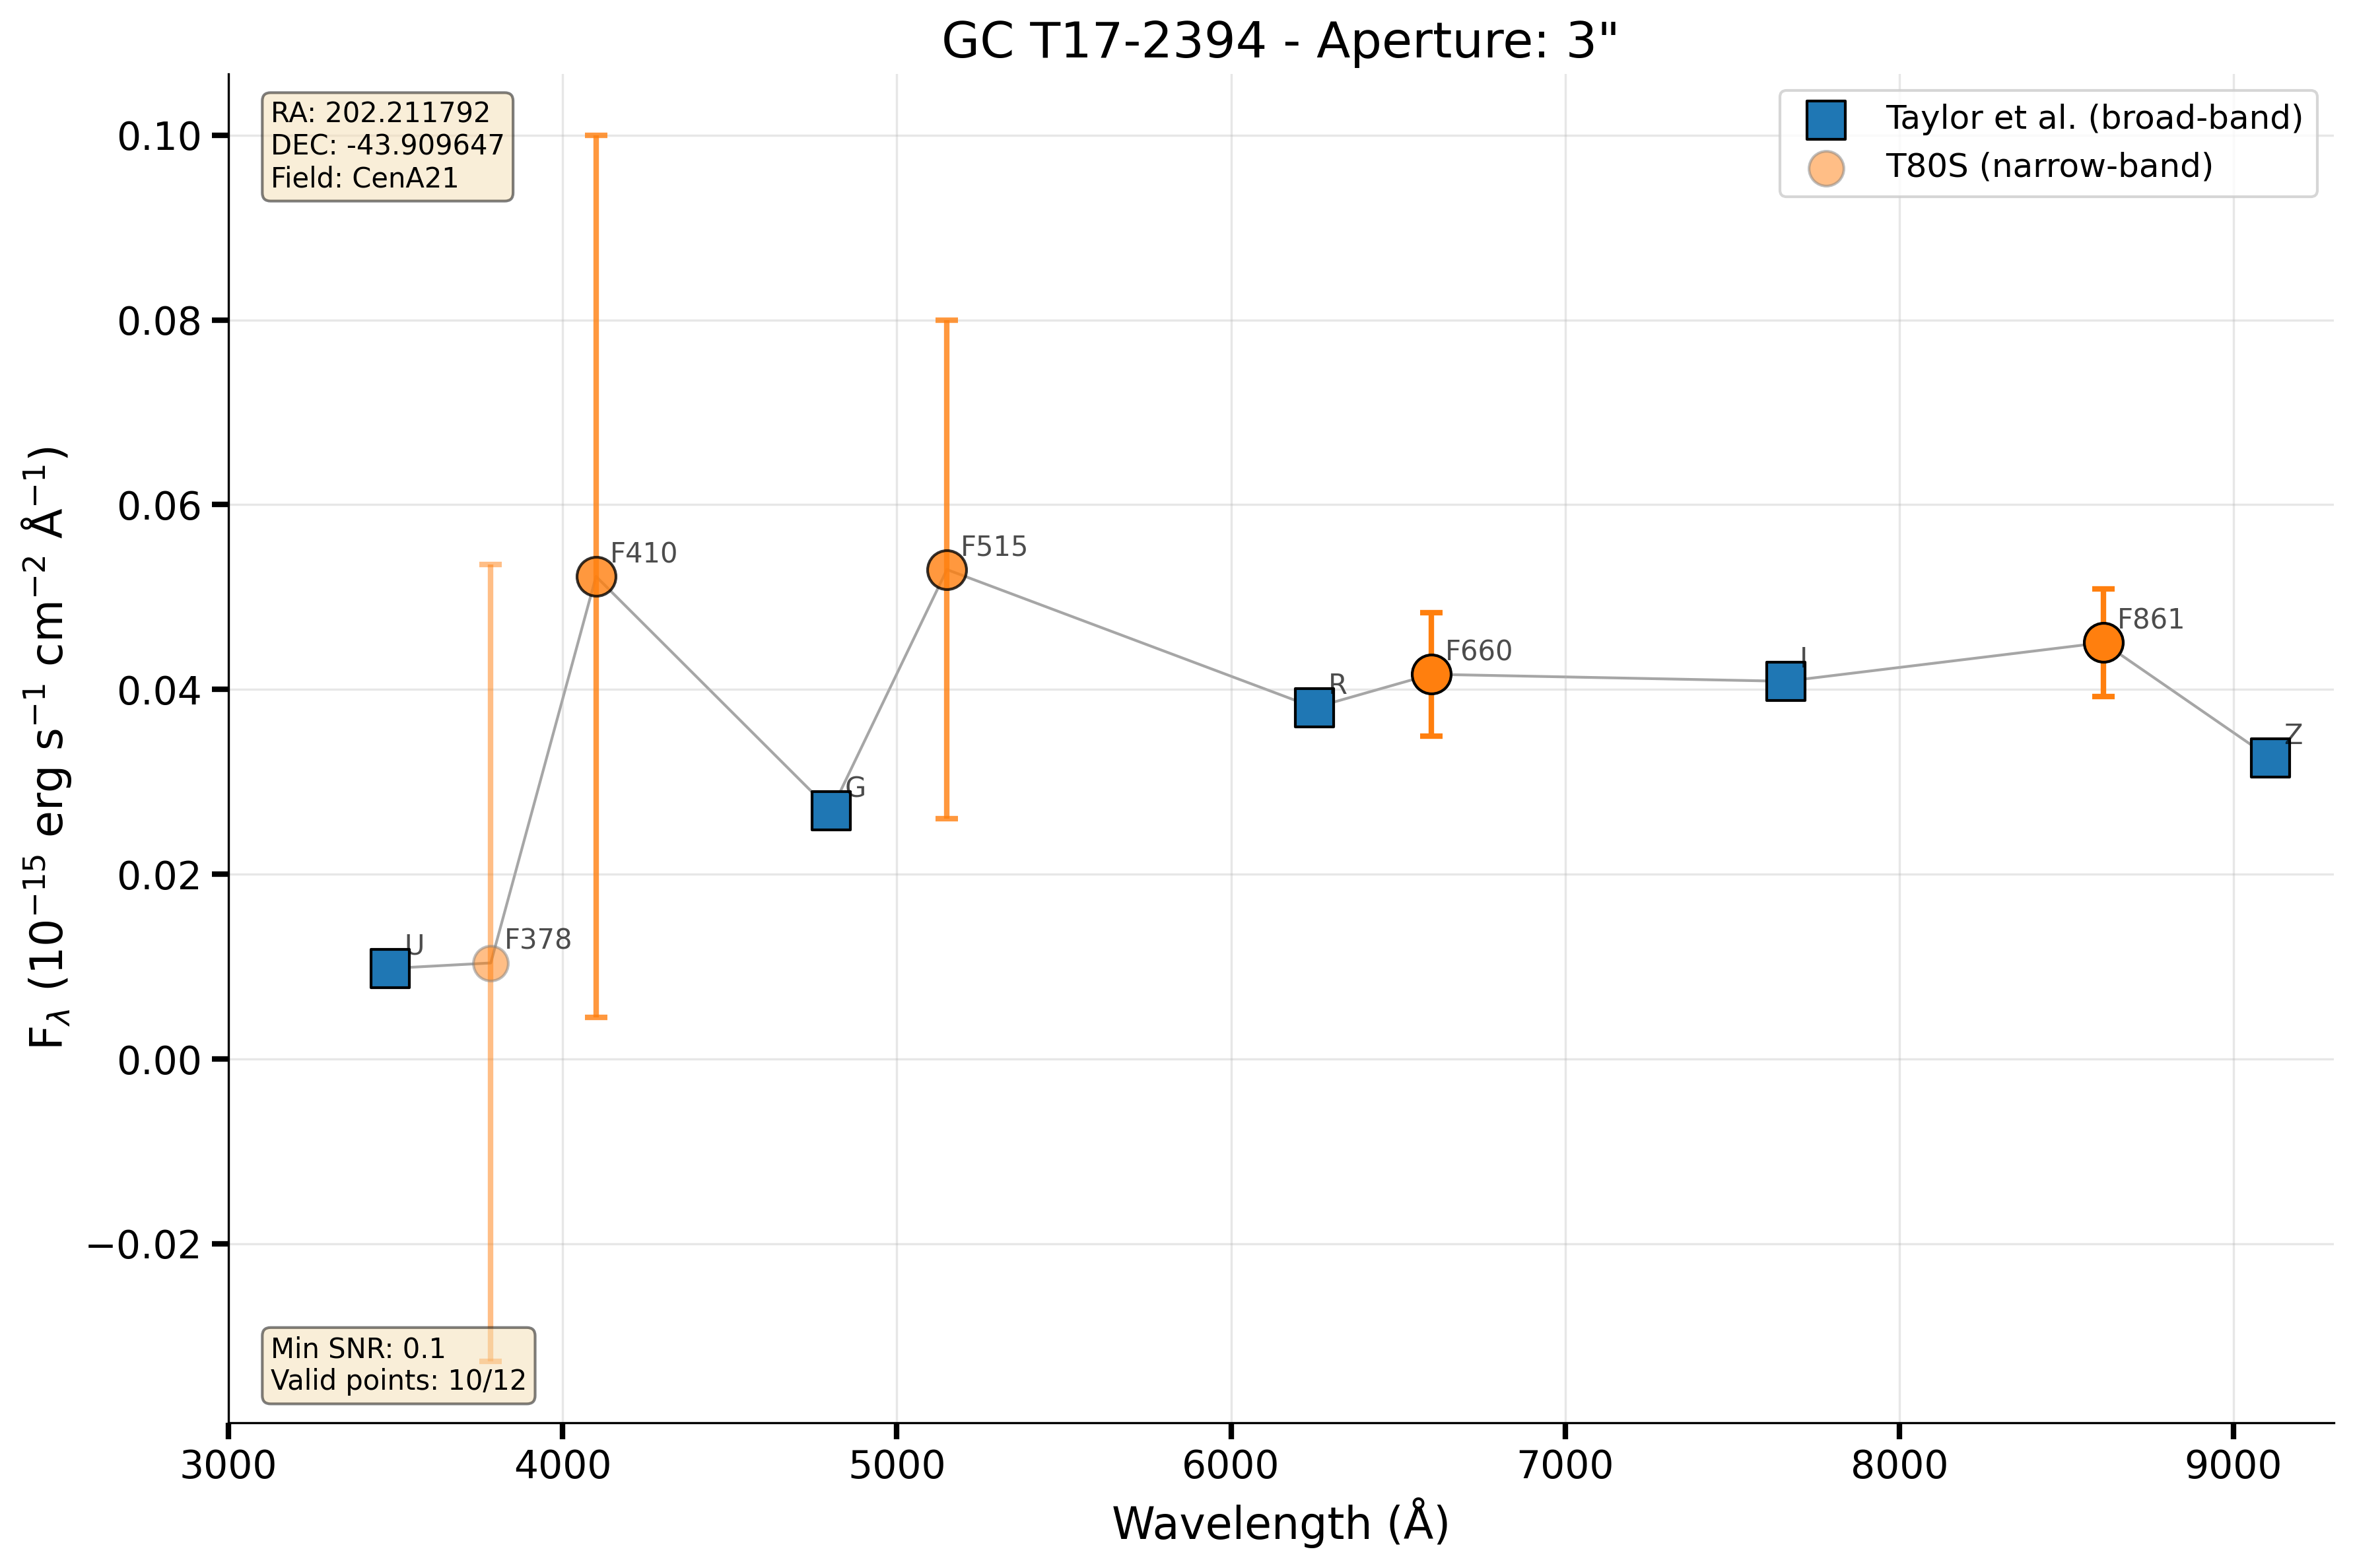 GC T17-2394 - Aperture: 3"
RA: 202.211792
DEC: -43.909647
Field: CenA21
Taylor et al. (broad-band)
T80S (narrow-band)
0.10
0.08
0.06
0.04
0.02
0.00
−0.02
F_λ (10⁻¹⁵ erg s⁻¹ cm⁻² Å⁻¹)
U
F378
F410
G
F515
R
F660
I
F861
Z
Min SNR: 0.1
Valid points: 10/12
3000 4000 5000 6000 7000 8000 9000
Wavelength (Å)